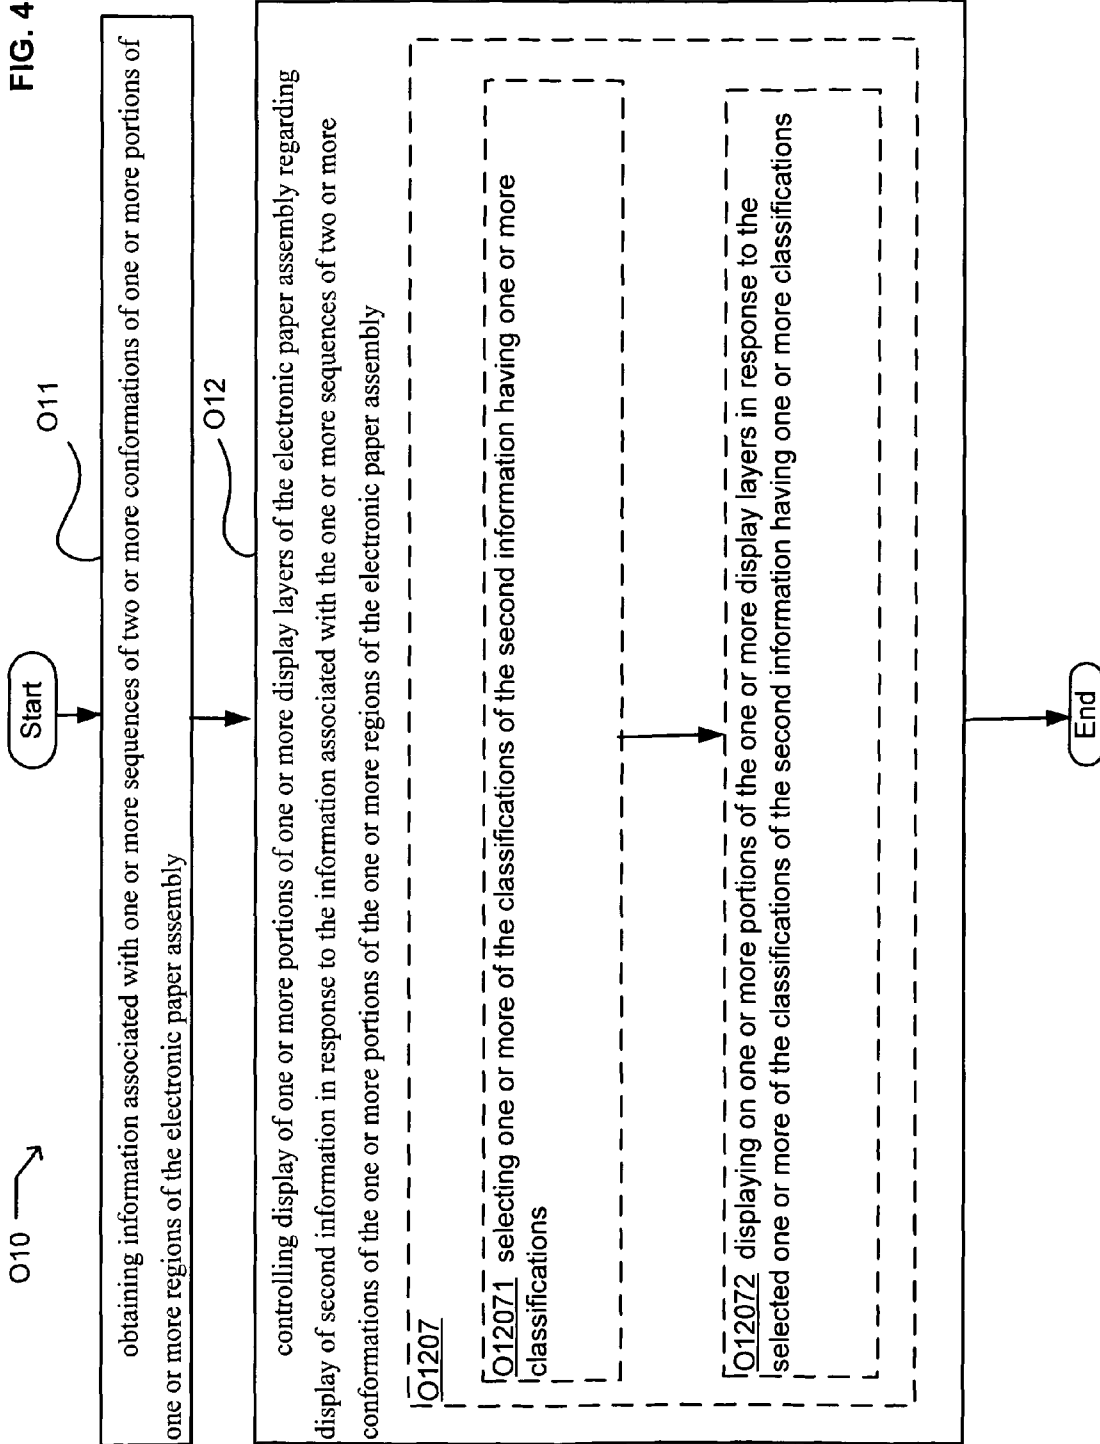 FIG. 4
O10
Start
O11
obtaining information associated with one or more sequences of two or more conformations of one or more portions of
one or more regions of the electronic paper assembly
O12
controlling display of one or more portions of one or more display layers of the electronic paper assembly regarding
display of second information in response to the information associated with the one or more sequences of two or more
conformations of the one or more portions of the one or more regions of the electronic paper assembly
O1207
O12071 selecting one or more of the classifications of the second information having one or more
classifications
O12072 displaying on one or more portions of the one or more display layers in response to the
selected one or more of the classifications of the second information having one or more classifications
End